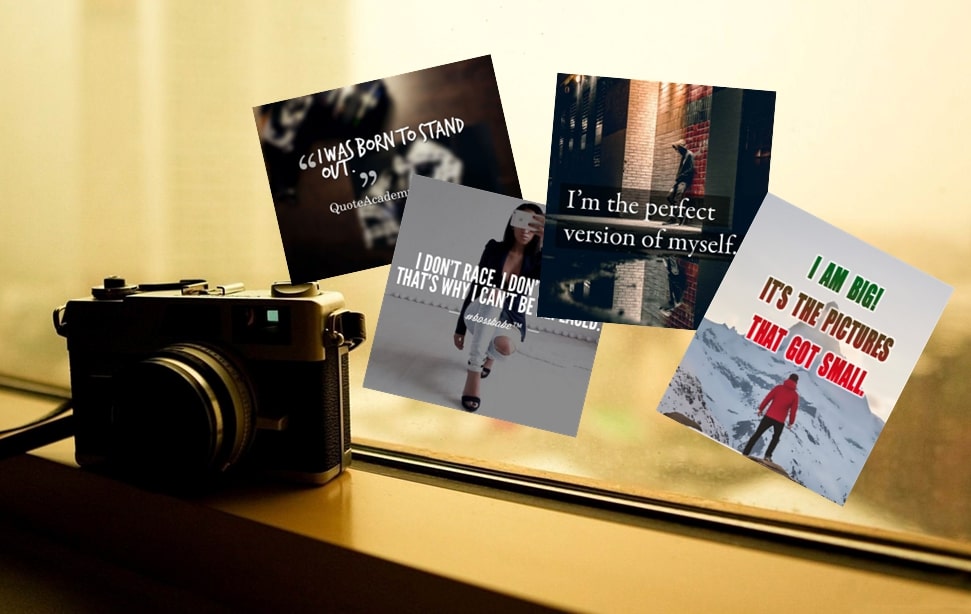 “I WAS BORN TO STAND
OUT.”
QuoteAcadem
I DON'T RACE, I DON'
THAT'S WHY I CAN'T BE
#bossbabe™
I'm the perfect
version of myself.
I AM BIG!
IT'S THE PICTURES
THAT GOT SMALL.